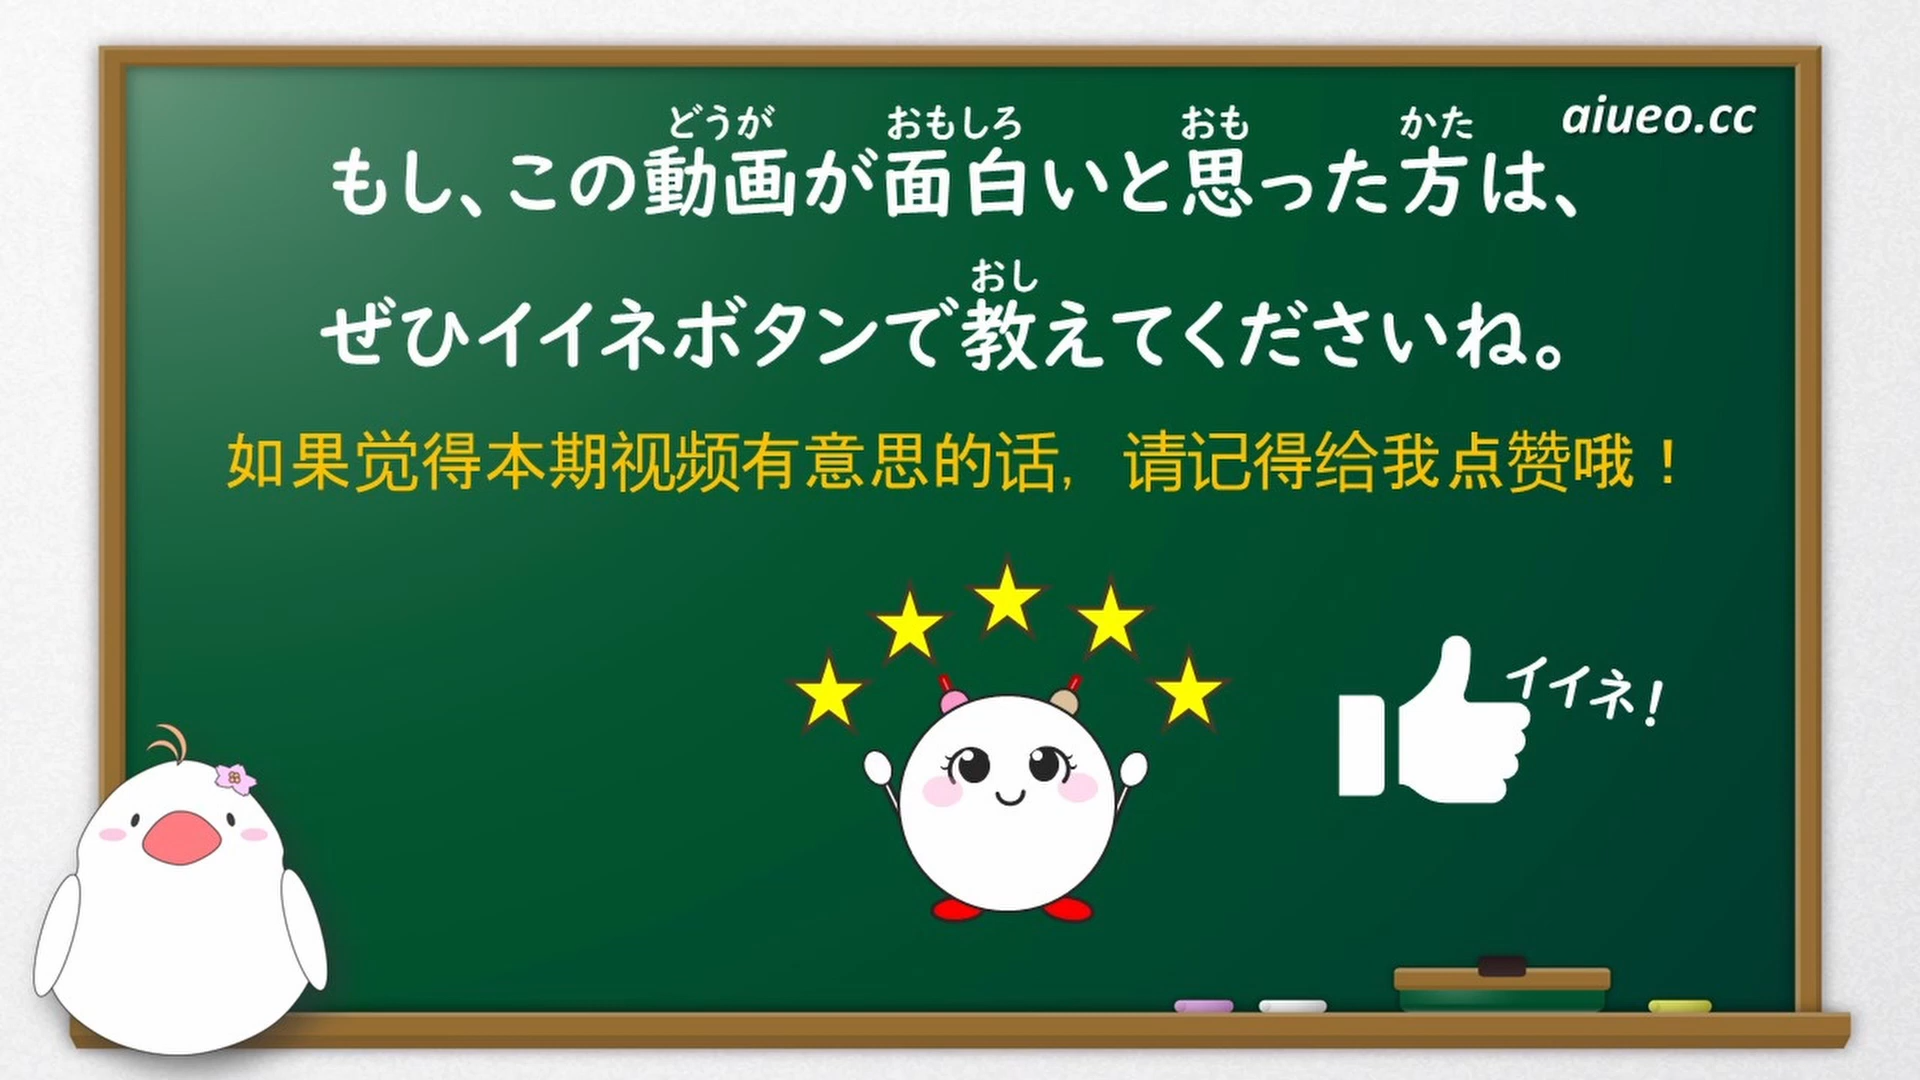 aiueo.cc
どうが おもしろ おも かた
もし、この動画が面白いと思った方は、
おし
ぜひイイネボタンで教えてくださいね。
如果觉得本期视频有意思的话，请记得给我点赞哦！
イイネ！